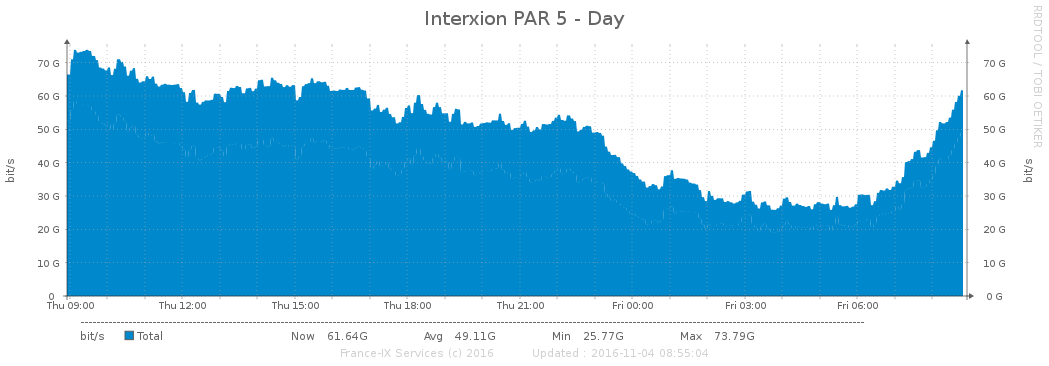 Interxion PAR 5 - Day
RRDTOOL / TOBI OETIKER
70 G 70 G
60 G 60 G
50 G 50 G
40 G 40 G
30 G 30 G
20 G 20 G
10 G 10 G
0 0 G
bit/s bit/s
Thu 09:00 Thu 12:00 Thu 15:00 Thu 18:00 Thu 21:00 Fri 00:00 Fri 03:00 Fri 06:00
bit/s Total Now 61.64G Avg 49.11G Min 25.77G Max 73.79G
France-IX Services (c) 2016 Updated : 2016-11-04 08:55:04